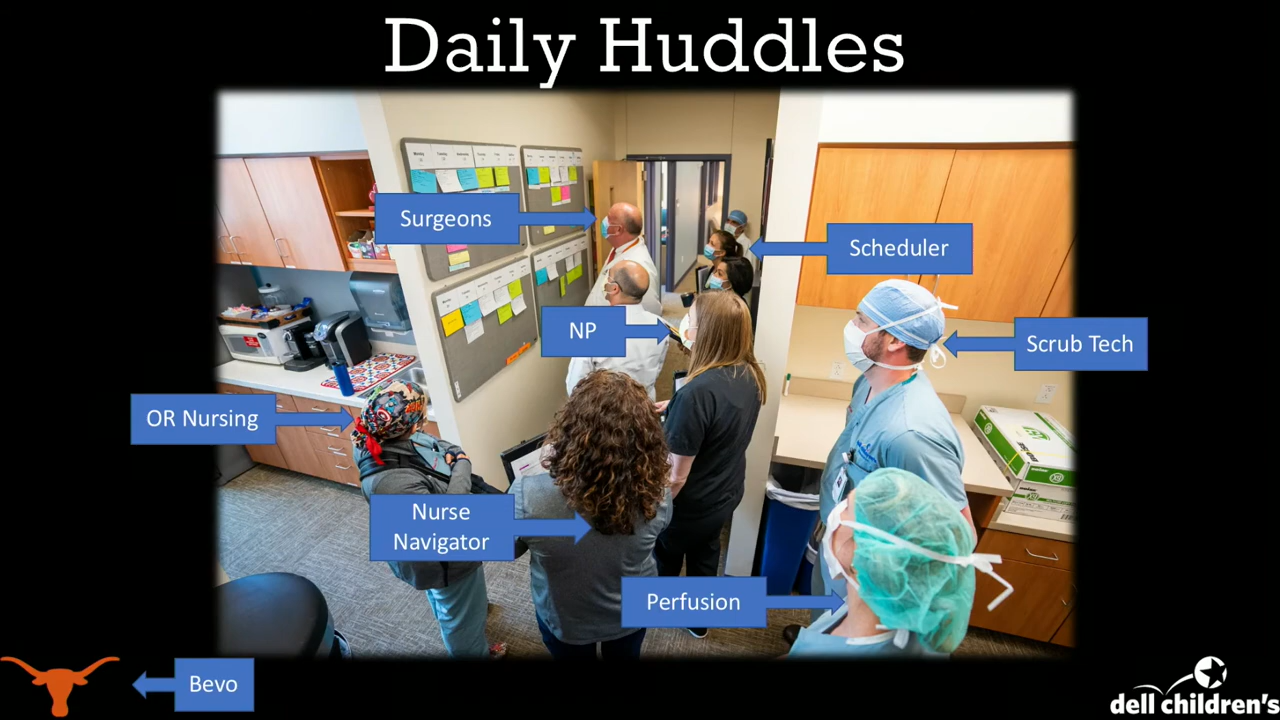 Daily Huddles
Surgeons
Scheduler
NP
Scrub Tech
OR Nursing
Nurse
Navigator
Perfusion
Bevo
dell children's